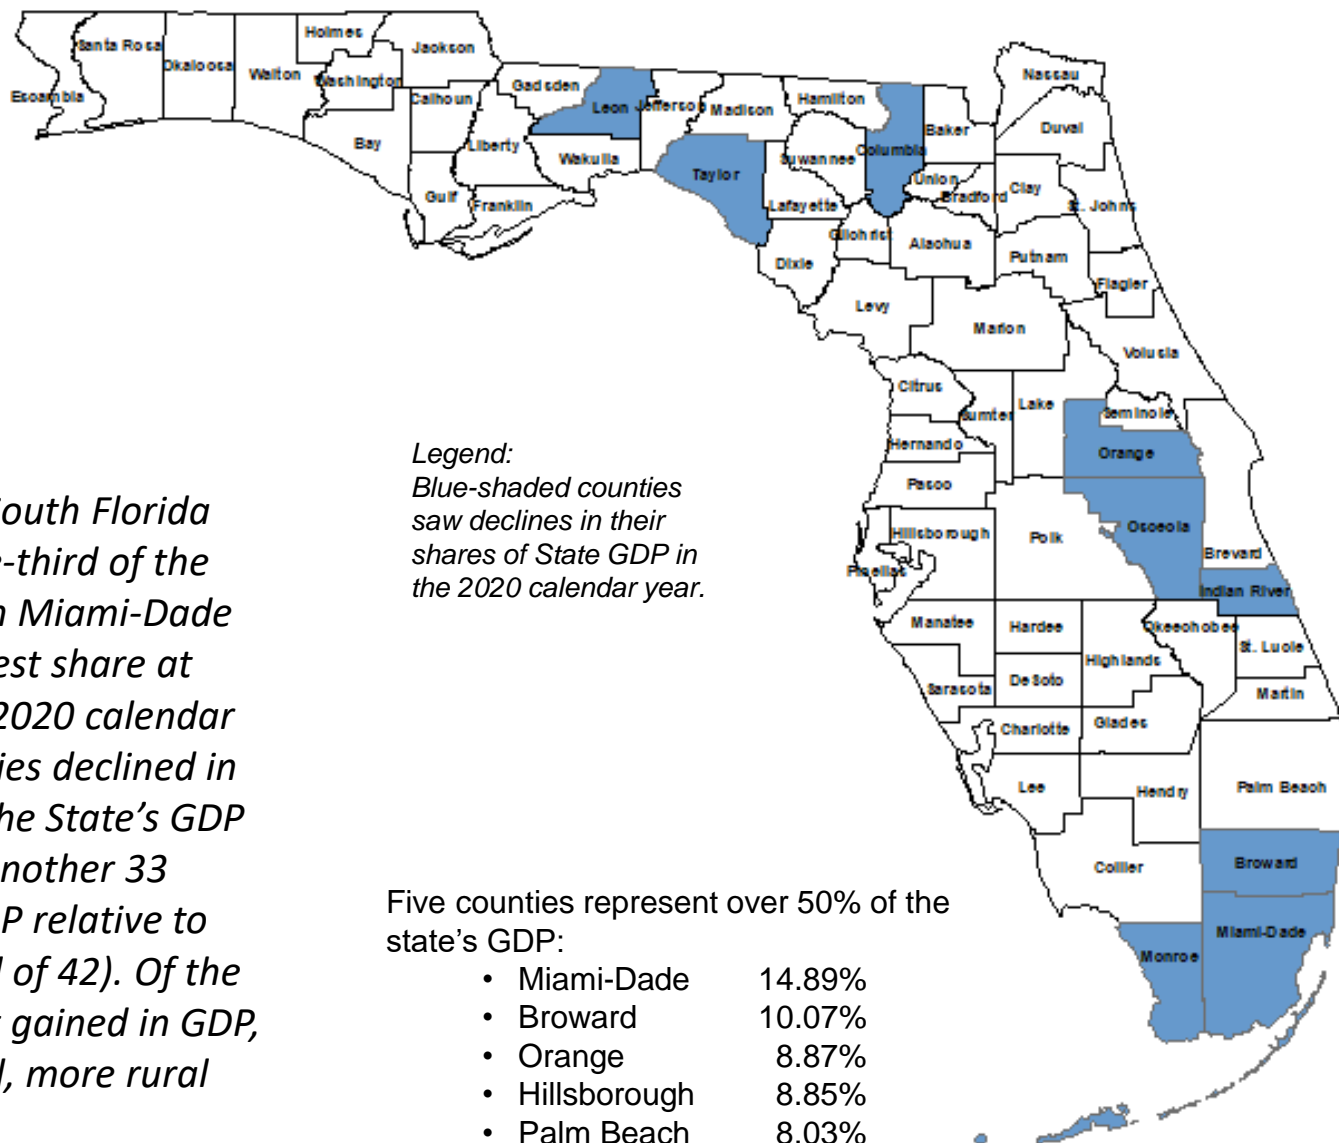 Holmes
Santa Rosa
Okaloosa
Walton
Jackson
Washington
Escambia
Calhoun
Bay
Gulf
Liberty
Franklin
Gadsden
Leon
Jefferson
Wakulla
Madison
Taylor
Hamilton
Suwannee
Lafayette
Columbia
Baker
Nassau
Duval
Union
Bradford
Clay
St. Johns
Gilchrist
Alachua
Putnam
Flagler
Dixie
Levy
Marion
Volusia
Citrus
Sumter
Lake
Seminole
Hernando
Orange
Pasco
Hillsborough
Pinellas
Polk
Osceola
Brevard
Indian River
Manatee
Hardee
Highlands
Okeechobee
St. Lucie
Sarasota
DeSoto
Martin
Charlotte
Glades
Lee
Hendry
Palm Beach
Collier
Broward
Miami-Dade
Monroe
Legend:
Blue-shaded counties
saw declines in their
shares of State GDP in
the 2020 calendar year.
South Florida
-third of the
Miami-Dade
est share at
2020 calendar
ies declined in
he State's GDP
nother 33
P relative to
of 42). Of the
gained in GDP,
, more rural
Five counties represent over 50% of the
state's GDP:
• Miami-Dade 14.89%
• Broward 10.07%
• Orange 8.87%
• Hillsborough 8.85%
• Palm Beach 8.03%